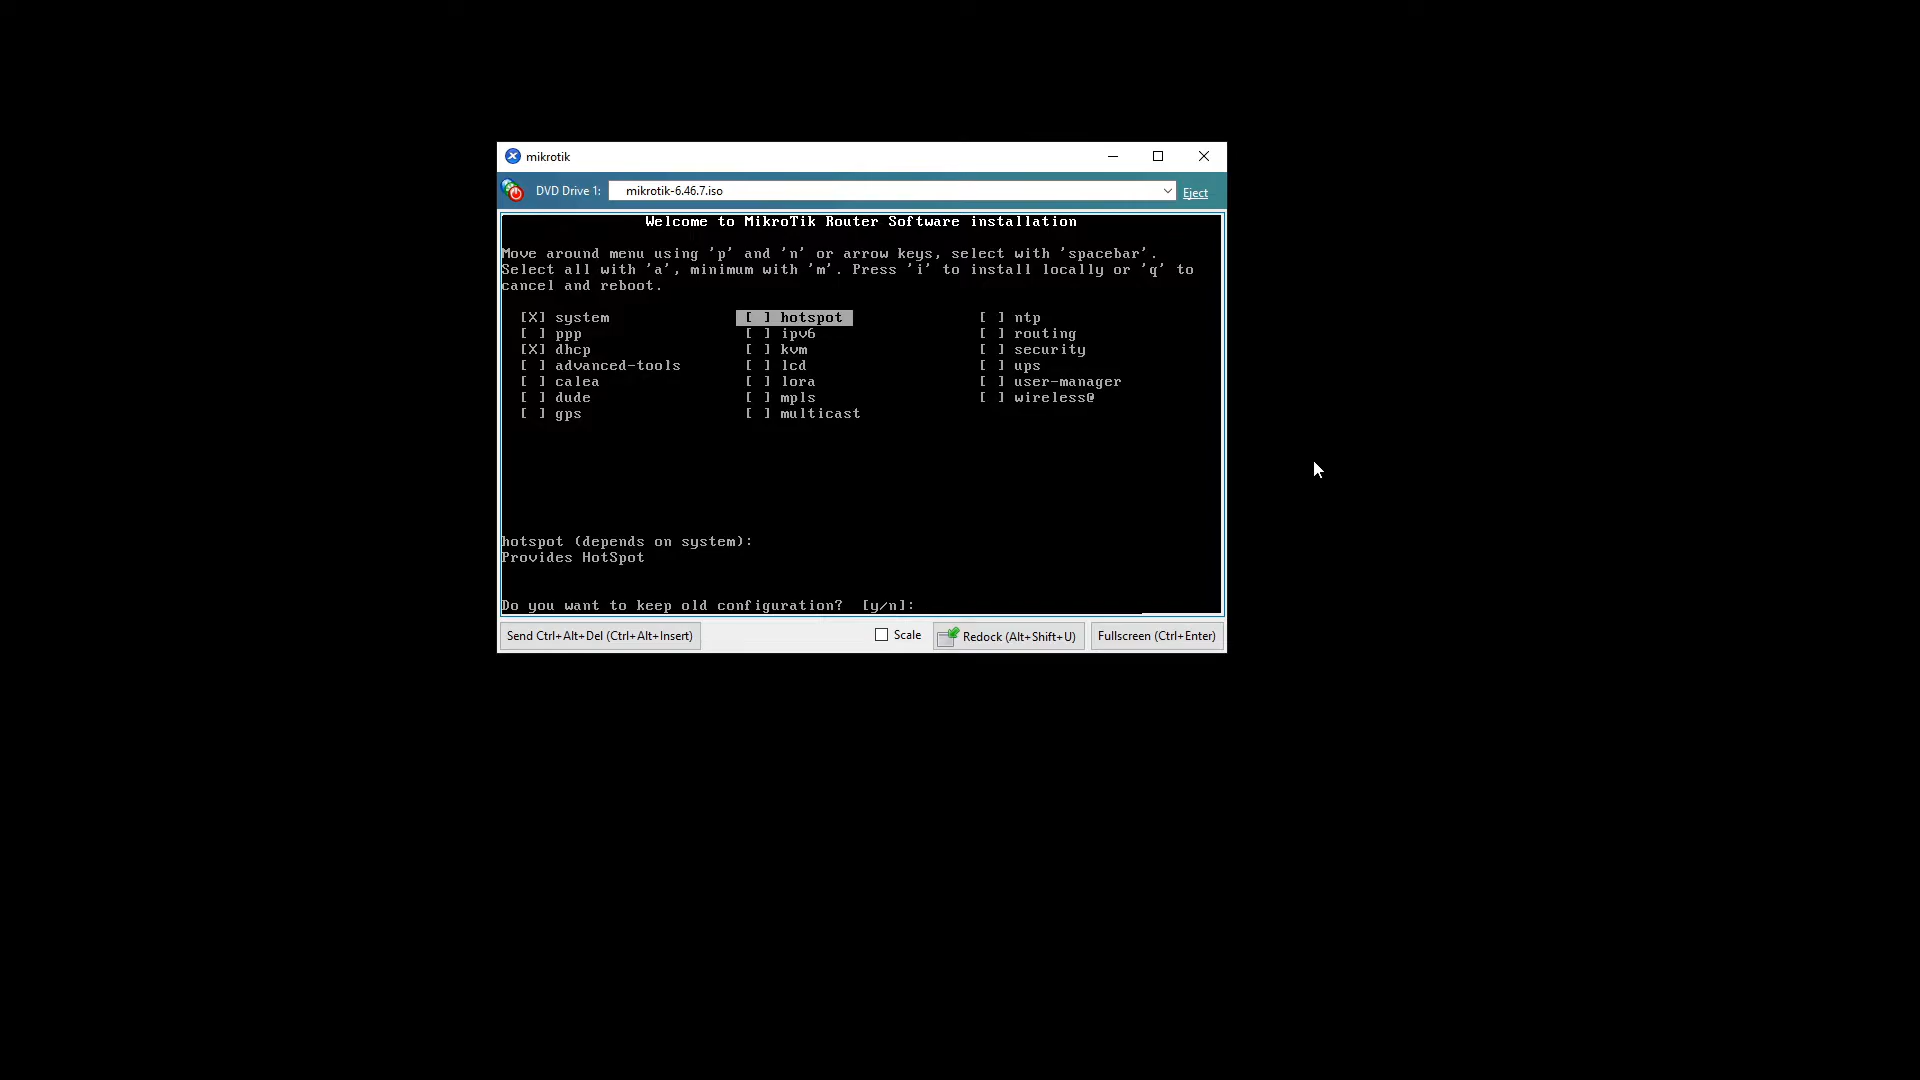 mikrotik
DVD Drive 1: mikrotik-6.46.7.iso Eject
Welcome to MikroTik Router Software installation
Move around menu using 'p' and 'n' or arrow keys, select with 'spacebar'.
Select all with 'a', minimum with 'm'. Press 'i' to install locally or 'q' to
cancel and reboot.
[X] system [ ] hotspot [ ] ntp
[ ] ppp [ ] ipv6 [ ] routing
[X] dhcp [ ] kvm [ ] security
[ ] advanced-tools [ ] lcd [ ] ups
[ ] calea [ ] lora [ ] user-manager
[ ] dude [ ] mpls [ ] wireless@
[ ] gps [ ] multicast
hotspot (depends on system):
Provides HotSpot
Do you want to keep old configuration? [y/n]:
Send Ctrl+Alt+Del (Ctrl+Alt+Insert) Scale Redock (Alt+Shift+U) Fullscreen (Ctrl+Enter)